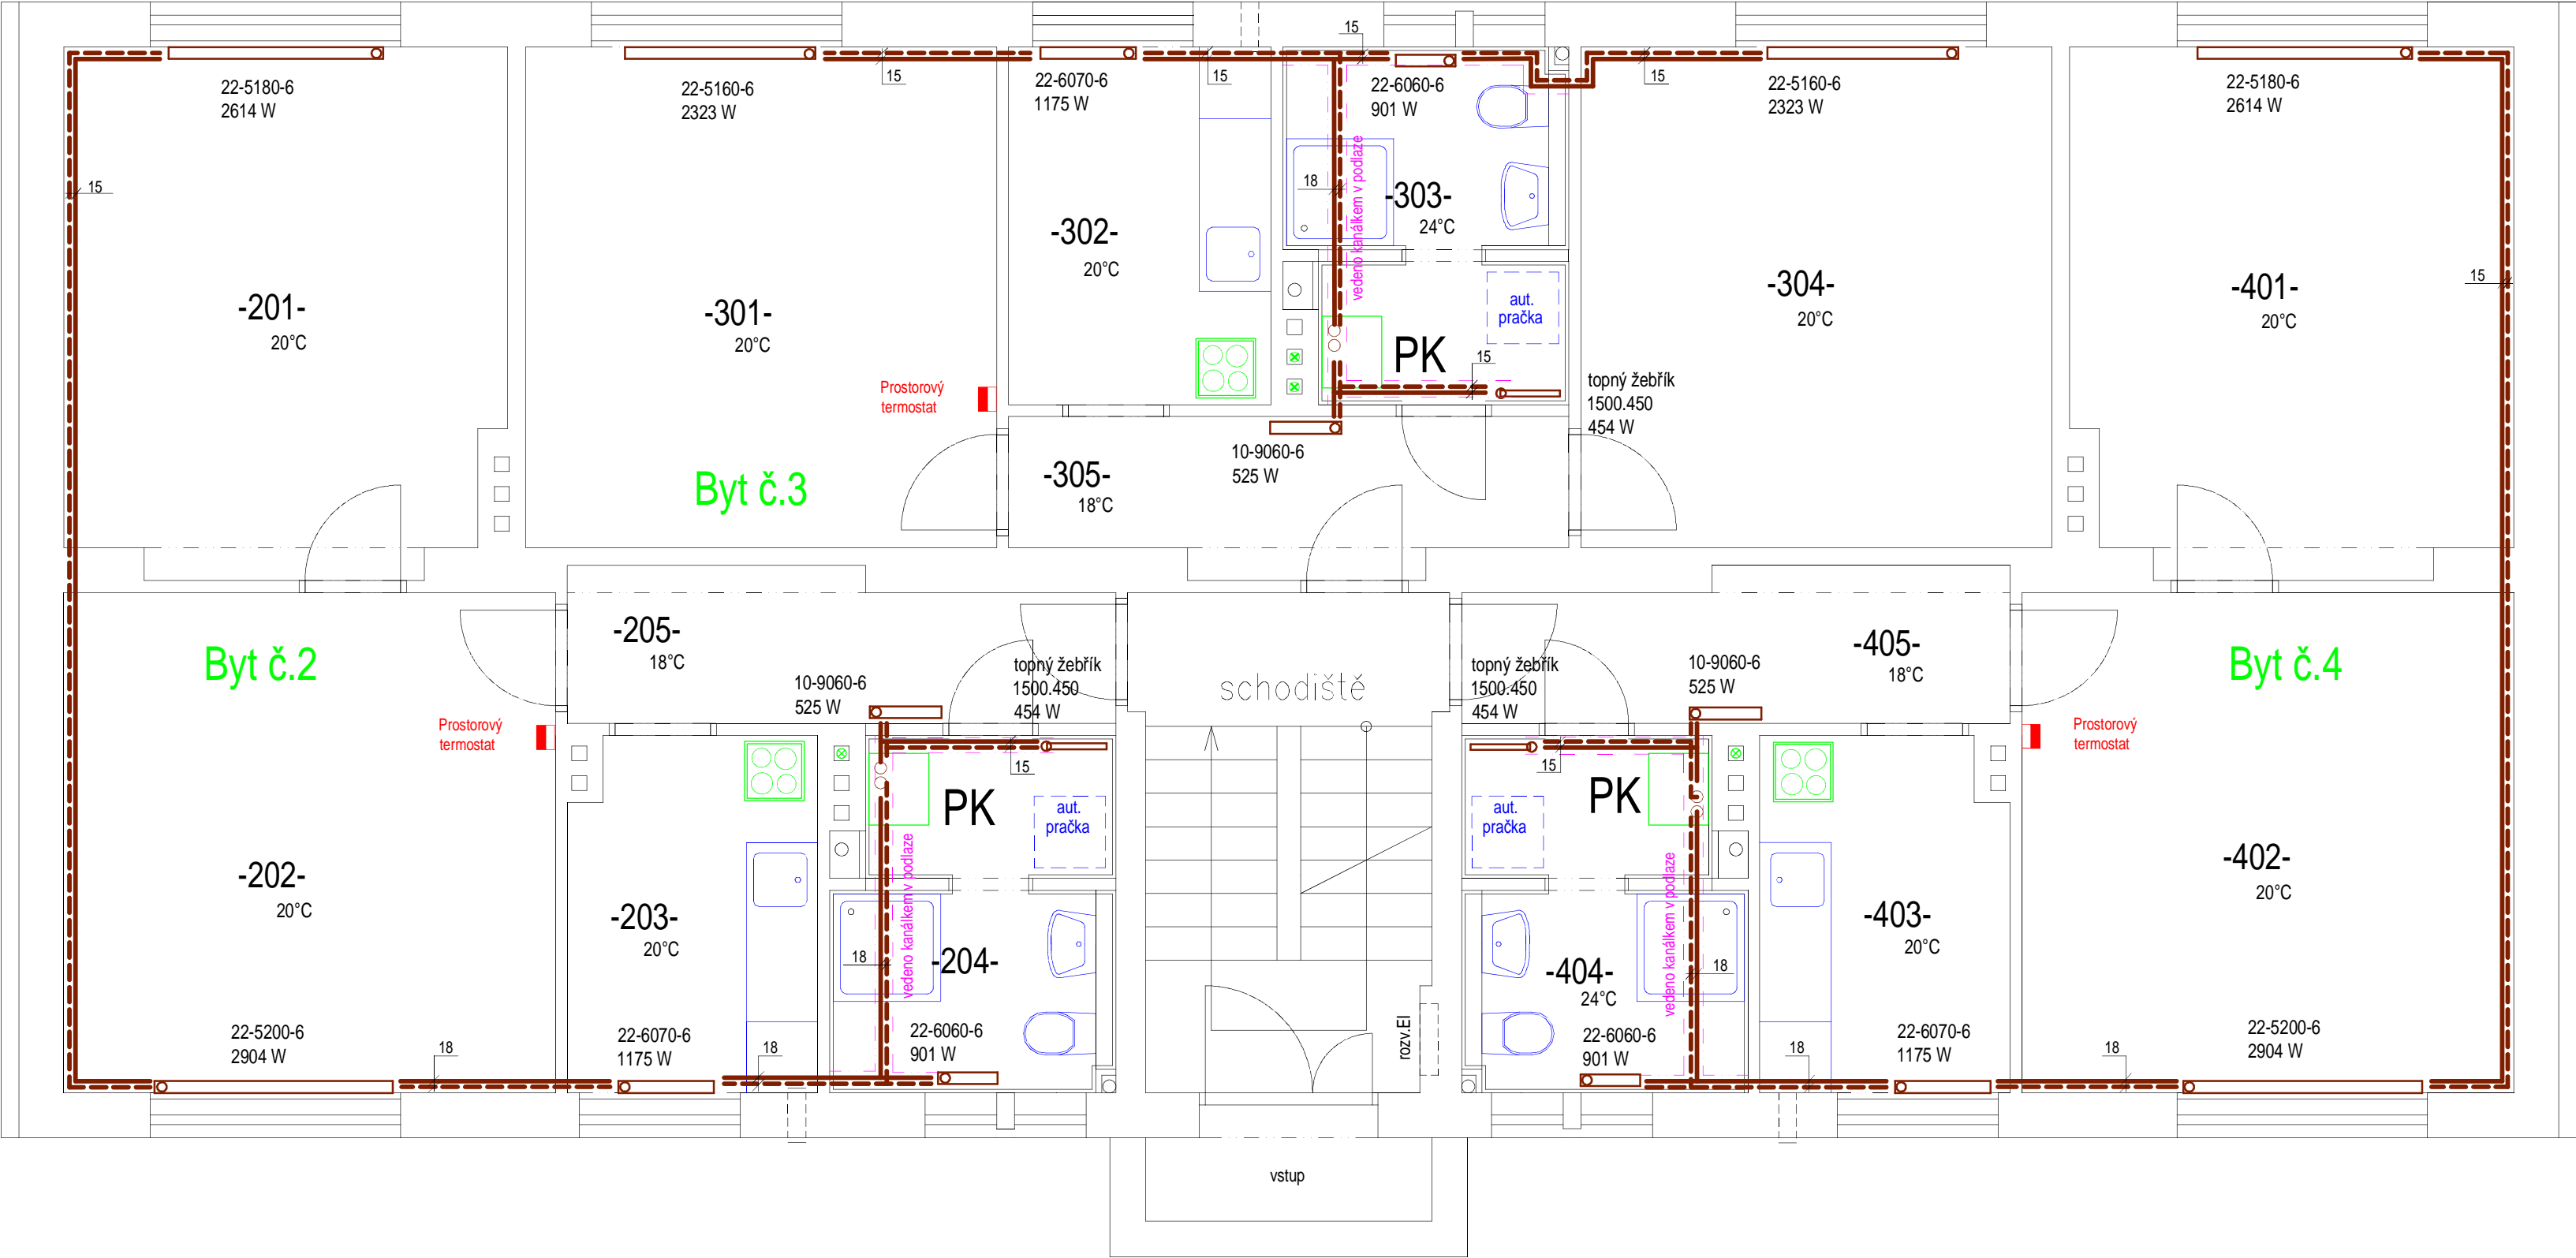 15
22-5180-6
2614 W
22-5160-6
2323 W
15
22-6070-6
1175 W
15
22-6060-6
901 W
15
22-5160-6
2323 W
22-5180-6
2614 W
15
18
vedeno kanálkem v podlaze
-303-
24°C
-302-
20°C
15
-201-
20°C
-301-
20°C
aut.
pračka
-304-
20°C
-401-
20°C
PK
15
Prostorový
termostat
topný žebřík
1500.450
454 W
10-9060-6
525 W
-305-
18°C
Byt č.3
Byt č.2
-205-
18°C
10-9060-6
525 W
topný žebřík
1500.450
454 W
schodiště
topný žebřík
1500.450
454 W
10-9060-6
525 W
-405-
18°C
Byt č.4
Prostorový
termostat
15
15
Prostorový
termostat
PK
aut.
pračka
aut.
pračka
PK
vedeno kanálkem v podlaze
vedeno kanálkem v podlaze
-202-
20°C
-203-
20°C
18
-204-
-404-
24°C
18
-403-
20°C
-402-
20°C
22-5200-6
2904 W
18
22-6070-6
1175 W
18
22-6060-6
901 W
rozv.El
22-6060-6
901 W
18
22-6070-6
1175 W
18
22-5200-6
2904 W
vstup